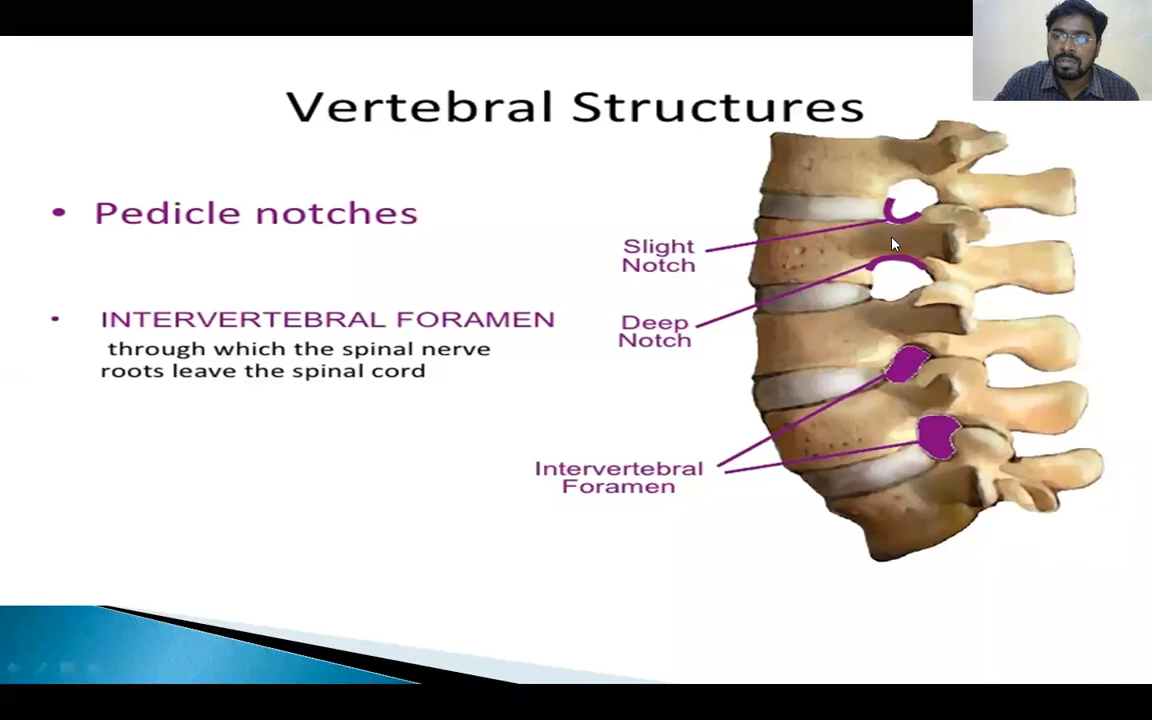 Vertebral Structures
• Pedicle notches
• INTERVERTEBRAL FORAMEN
through which the spinal nerve
roots leave the spinal cord
Slight
Notch
Deep
Notch
Intervertebral
Foramen